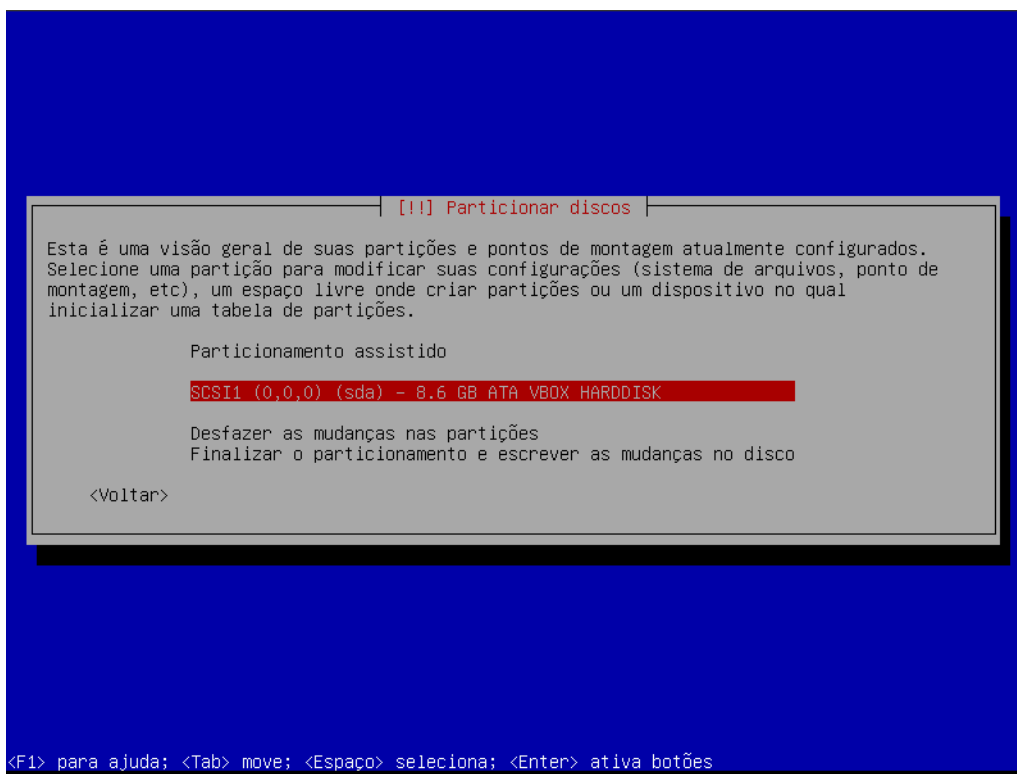 [!!] Particionar discos
Esta é uma visão geral de suas partições e pontos de montagem atualmente configurados.
Selecione uma partição para modificar suas configurações (sistema de arquivos, ponto de
montagem, etc), um espaço livre onde criar partições ou um dispositivo no qual
inicializar uma tabela de partições.
Particionamento assistido
SCSI1 (0,0,0) (sda) – 8.6 GB ATA VBOX HARDDISK
Desfazer as mudanças nas partições
Finalizar o particionamento e escrever as mudanças no disco
<Voltar>
<F1> para ajuda; <Tab> move; <Espaço> seleciona; <Enter> ativa botões